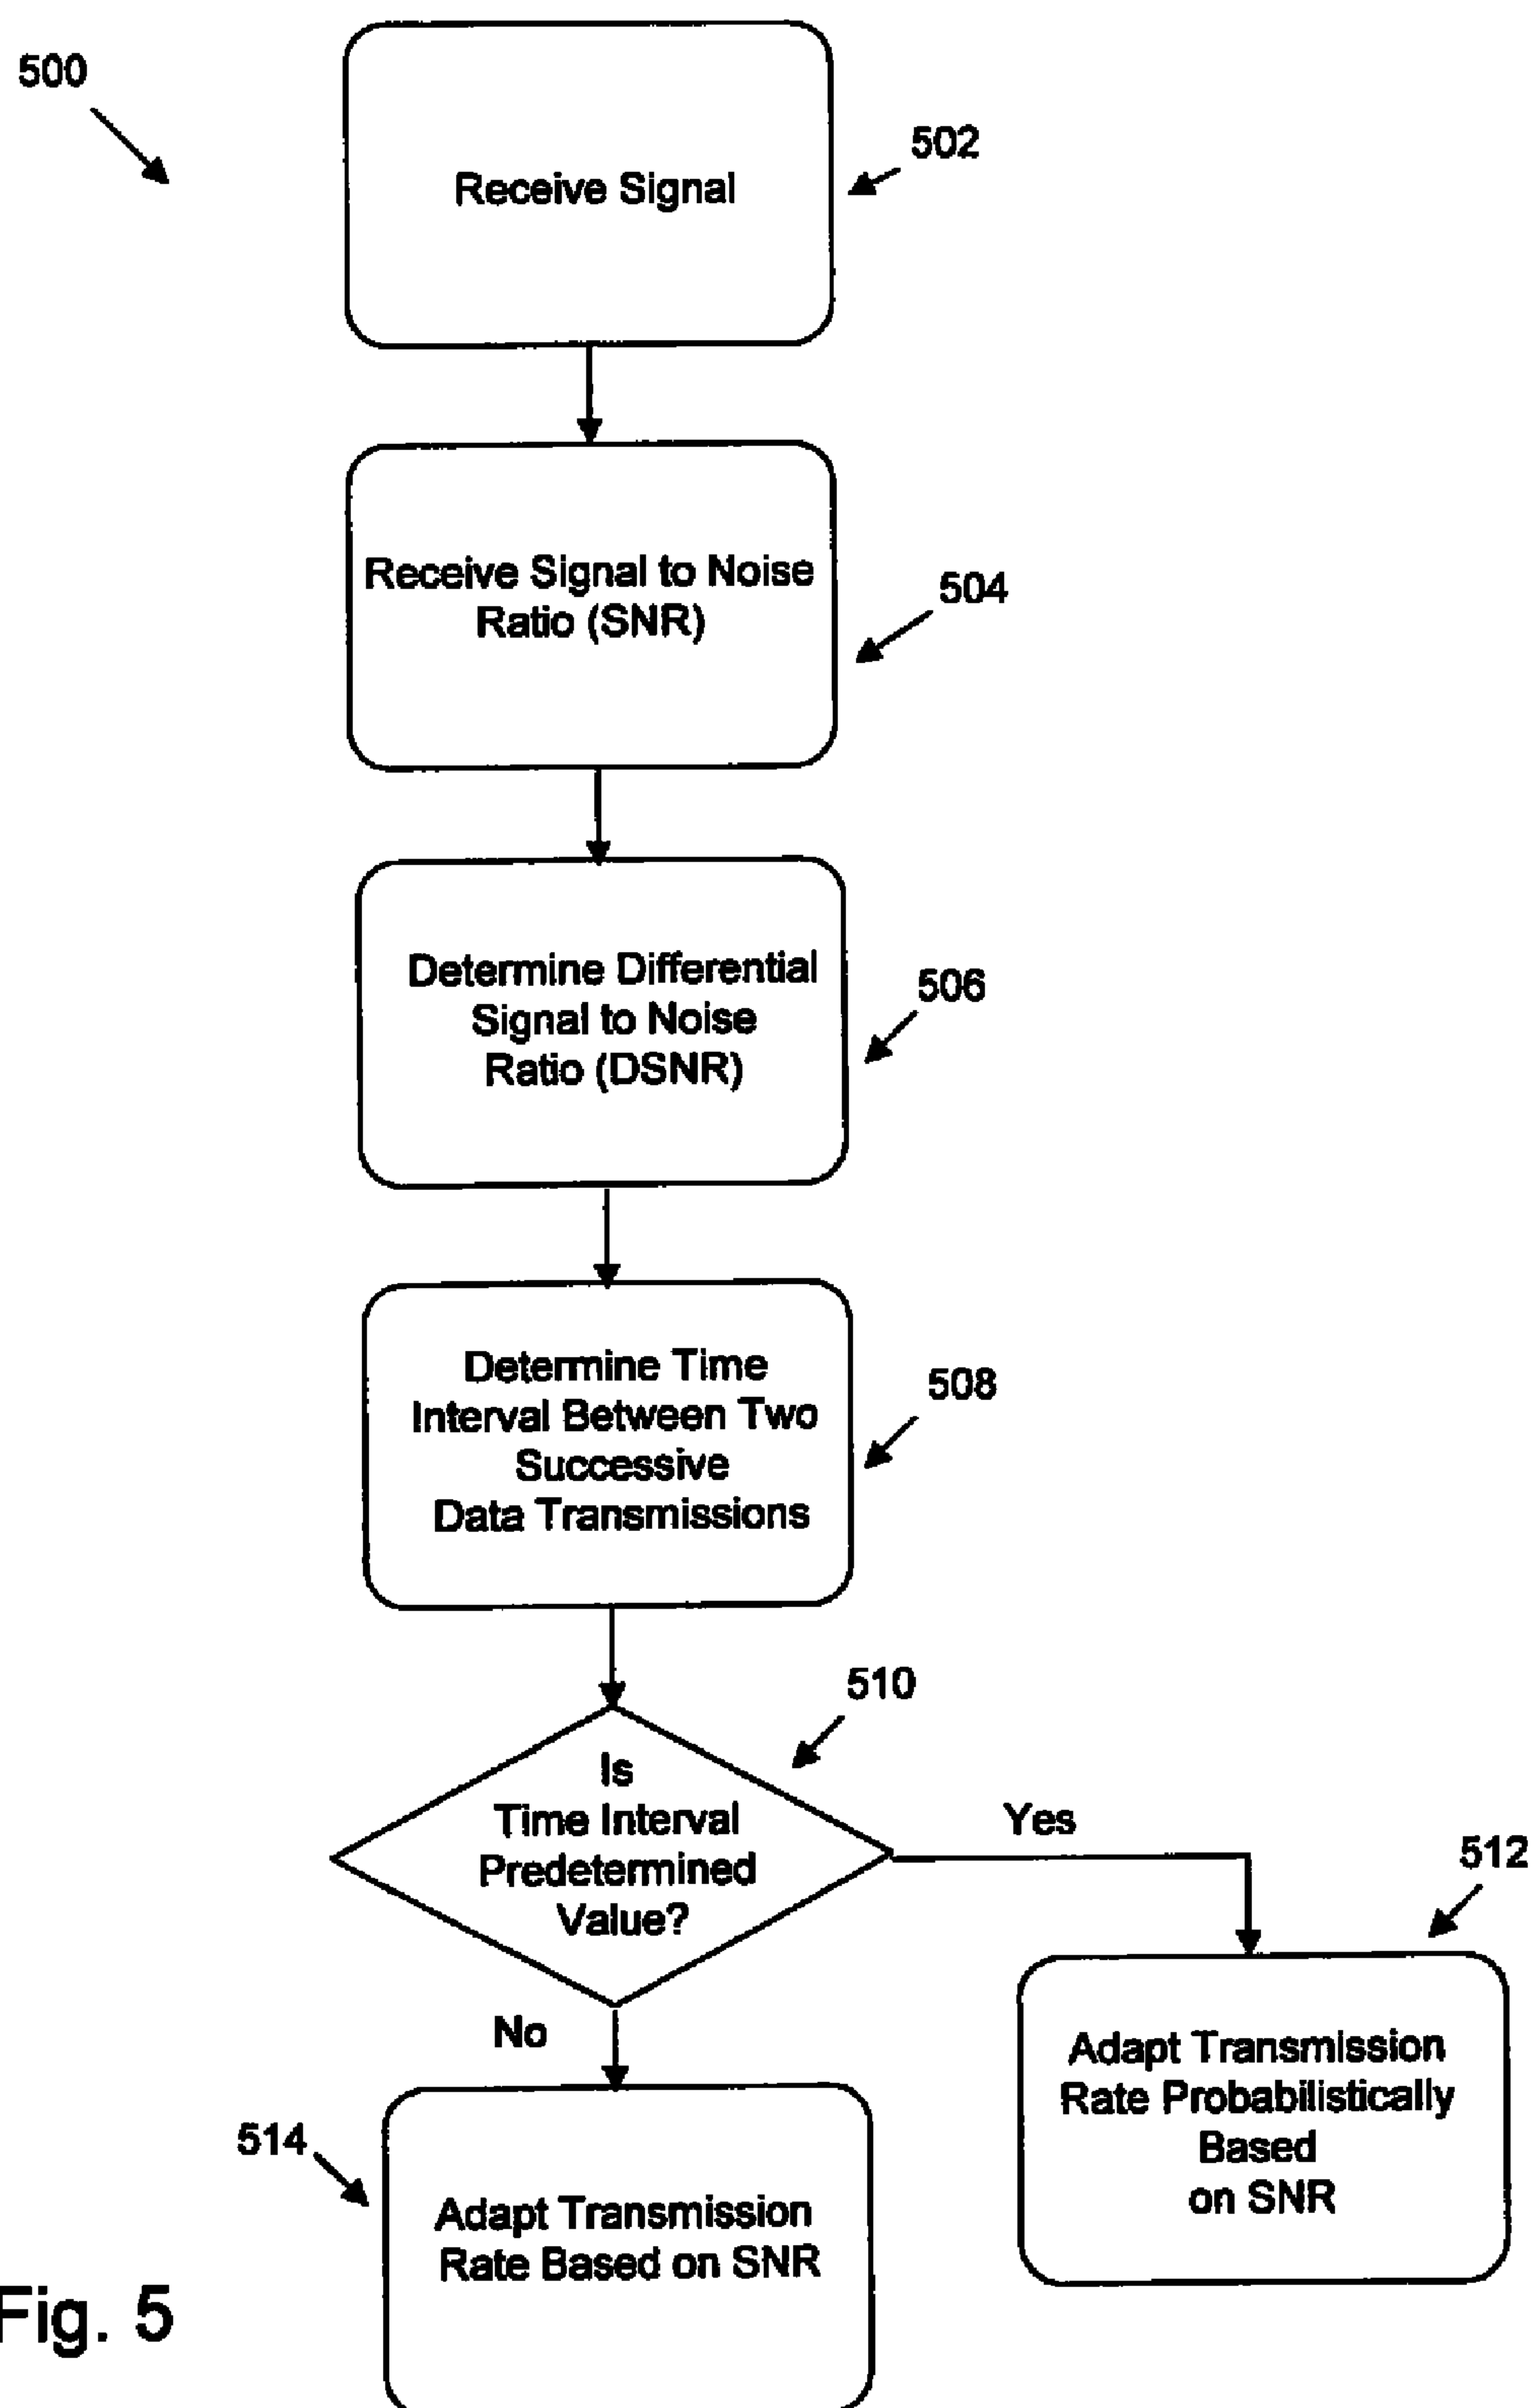 500
Receive Signal
502
Receive Signal to Noise
Ratio (SNR)
504
Determine Differential
Signal to Noise
Ratio (DSNR)
506
Determine Time
Interval Between Two
Successive
Data Transmissions
508
510
Is
Time Interval
Predetermined
Value?
Yes
512
No
Adapt Transmission
Rate Probabilistically
Based
on SNR
514
Adapt Transmission
Rate Based on SNR
Fig. 5